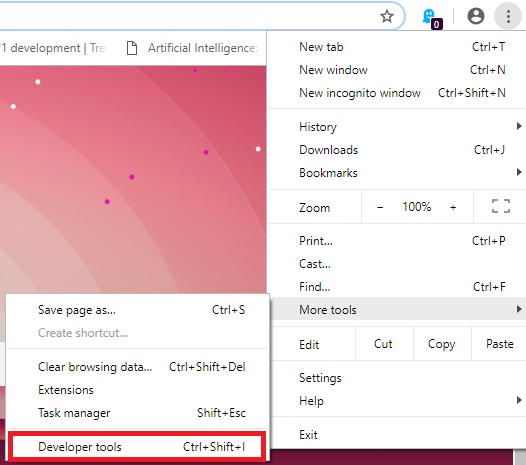 0
1 development | Tre
Artificial Intelligence:
New tab Ctrl+T
New window Ctrl+N
New incognito window Ctrl+Shift+N
History
Downloads Ctrl+J
Bookmarks
Zoom − 100% +
Print... Ctrl+P
Cast...
Find... Ctrl+F
More tools
Edit Cut Copy Paste
Settings
Help
Exit
Save page as... Ctrl+S
Create shortcut...
Clear browsing data... Ctrl+Shift+Del
Extensions
Task manager Shift+Esc
Developer tools Ctrl+Shift+I